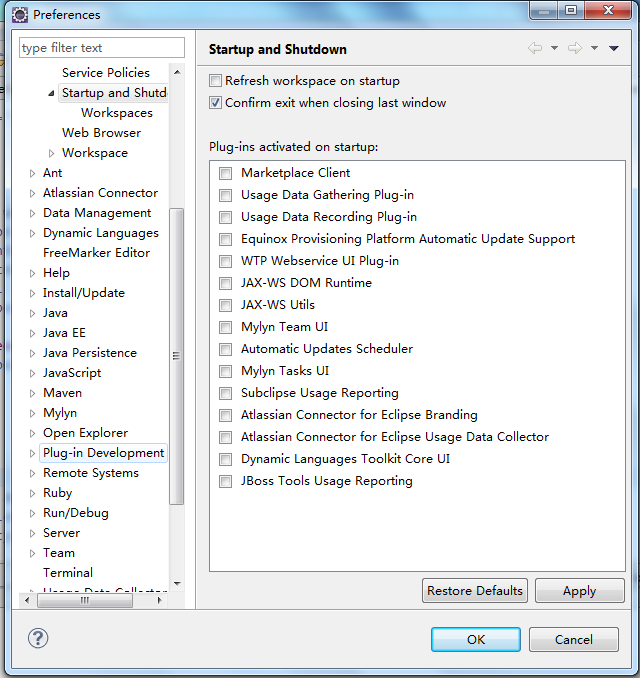 Preferences
type filter text
Service Policies
Startup and Shutd
Workspaces
Web Browser
Workspace
Ant
Atlassian Connector
Data Management
Dynamic Languages
FreeMarker Editor
Help
Install/Update
Java
Java EE
Java Persistence
JavaScript
Maven
Mylyn
Open Explorer
Plug-in Development
Remote Systems
Ruby
Run/Debug
Server
Team
Terminal
Usage Data Collector
Startup and Shutdown
Refresh workspace on startup
Confirm exit when closing last window
Plug-ins activated on startup:
Marketplace Client
Usage Data Gathering Plug-in
Usage Data Recording Plug-in
Equinox Provisioning Platform Automatic Update Support
WTP Webservice UI Plug-in
JAX-WS DOM Runtime
JAX-WS Utils
Mylyn Team UI
Automatic Updates Scheduler
Mylyn Tasks UI
Subclipse Usage Reporting
Atlassian Connector for Eclipse Branding
Atlassian Connector for Eclipse Usage Data Collector
Dynamic Languages Toolkit Core UI
JBoss Tools Usage Reporting
Restore Defaults
Apply
?
OK
Cancel